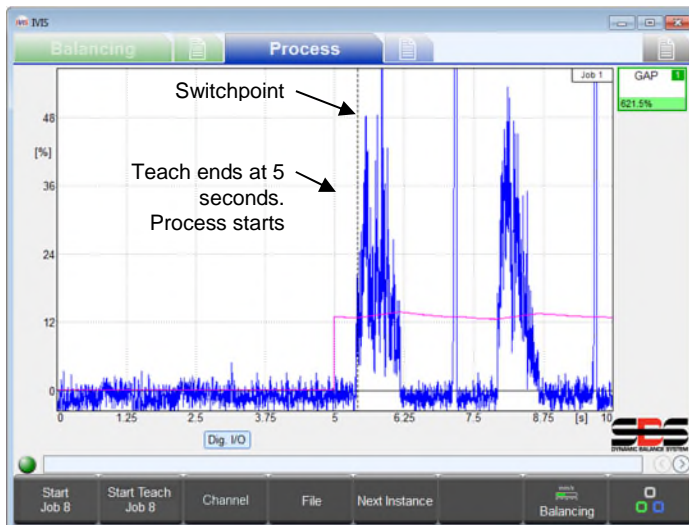 IVIS
Balancing
Process
Job 1
GAP 1
621.5%
Switchpoint
Teach ends at 5
seconds.
Process starts
48
[%]
36
24
12
0
0 1.25 2.5 3.75 5 6.25 7.5 8.75 [s] 10
Dig. I/O
SBS
DYNAMIC BALANCE SYSTEM
Start
Job 8
Start Teach
Job 8
Channel
File
Next Instance
Balancing